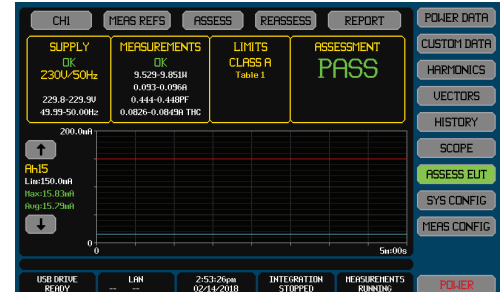 CH1 MEAS REFS ASSESS REASSESS REPORT
POWER DATA
CUSTOM DATA
HARMONICS
VECTORS
HISTORY
SCOPE
ASSESS EUT
SYS CONFIG
MEAS CONFIG
POWER
SUPPLY
OK
230V/50Hz
229.8-229.9V
49.99-50.00Hz
MEASUREMENTS
OK
9.529-9.851W
0.093-0.096A
0.444-0.448PF
0.0826-0.0849A THC
LIMITS
CLASS A
Table 1
ASSESSMENT
PASS
200.0mA
Ah15
Lim:150.0mA
Max:15.83mA
Avg:15.79mA
0
0
5m:00s
USB DRIVE
READY
LAN
-- --
2:53:26pm
02/14/2018
INTEGRATION
STOPPED
MEASUREMENTS
RUNNING